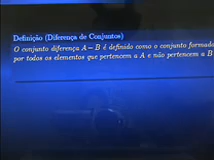 Definição (Diferença de Conjuntos)
O conjunto diferença A − B é definido como o conjunto formado
por todos os elementos que pertencem a A e não pertencem a B